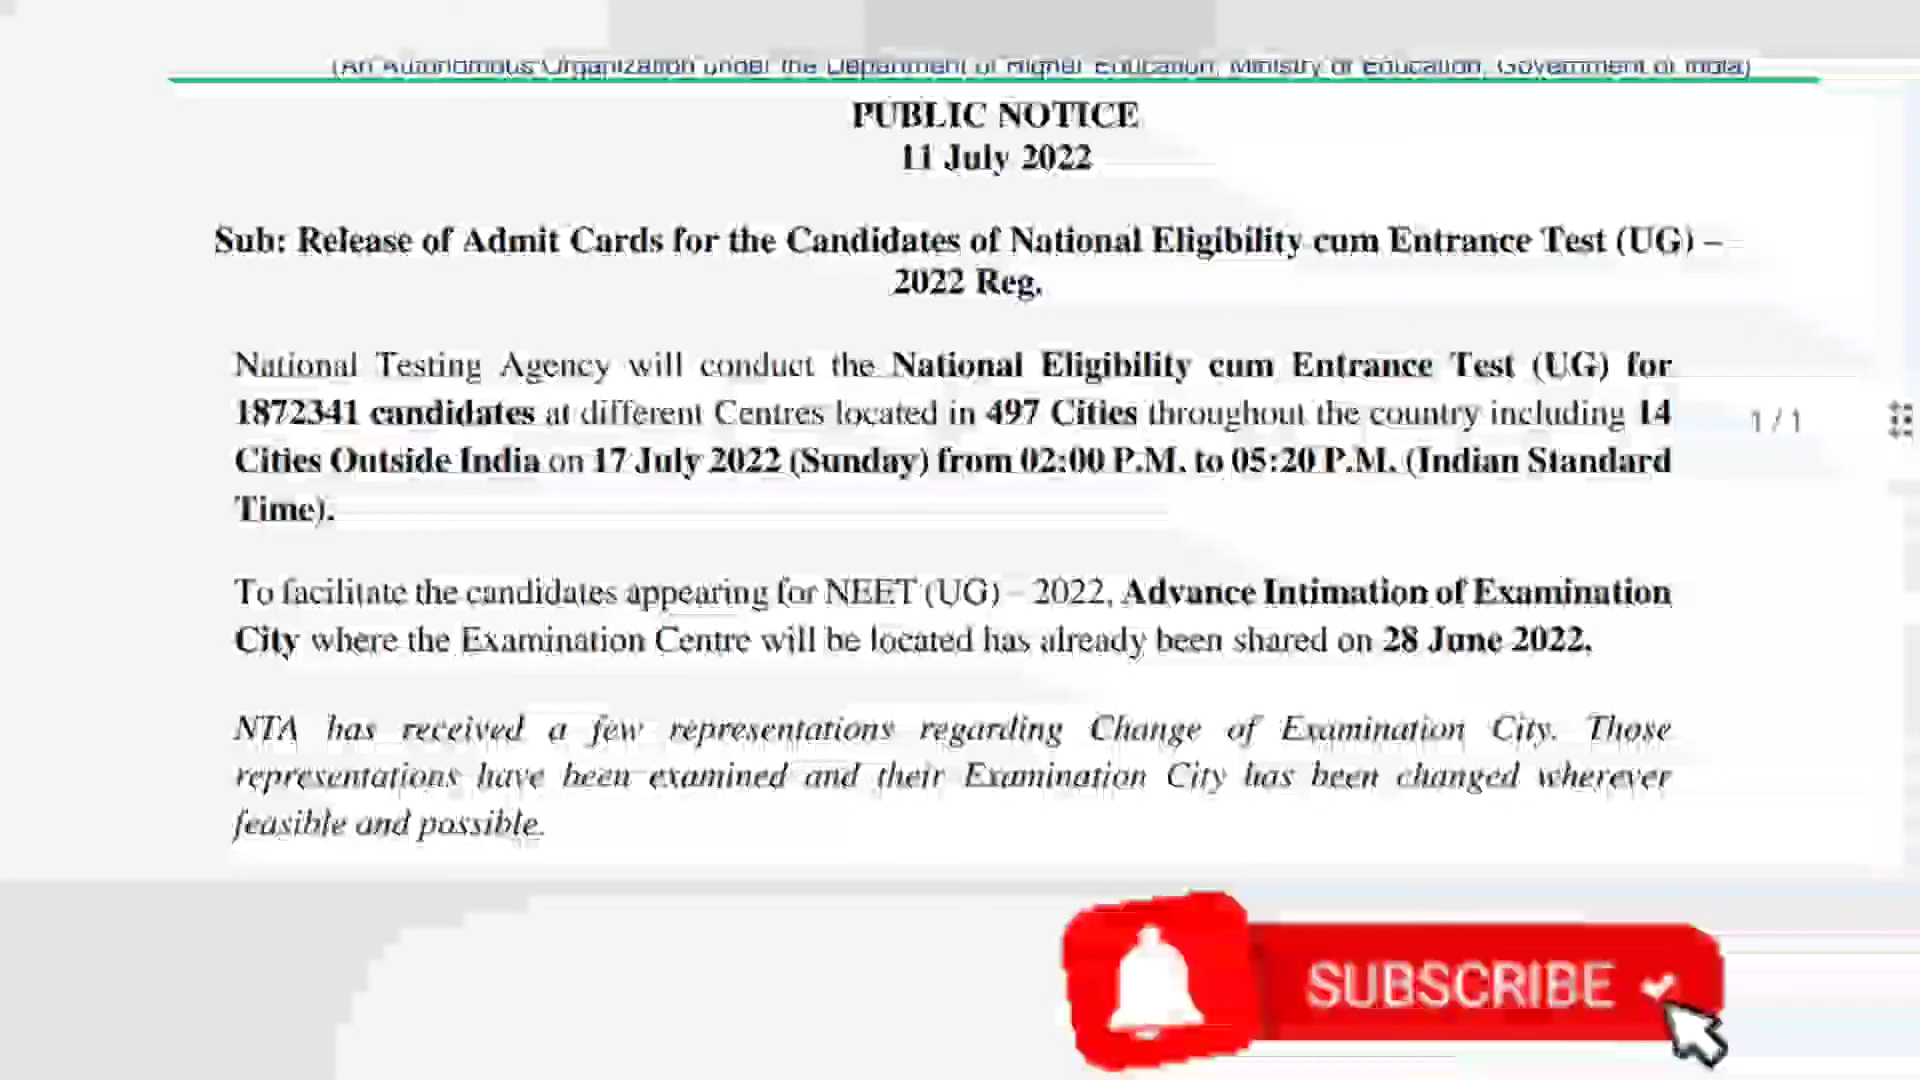 (An Autonomous Organization under the Department of Higher Education, Ministry of Education, Government of India)
PUBLIC NOTICE
11 July 2022
Sub: Release of Admit Cards for the Candidates of National Eligibility cum Entrance Test (UG) –
2022 Reg.
National Testing Agency will conduct the National Eligibility cum Entrance Test (UG) for
1872341 candidates at different Centres located in 497 Cities throughout the country including 14
Cities Outside India on 17 July 2022 (Sunday) from 02:00 P.M. to 05:20 P.M. (Indian Standard
Time).
To facilitate the candidates appearing for NEET (UG) – 2022, Advance Intimation of Examination
City where the Examination Centre will be located has already been shared on 28 June 2022.
NTA has received a few representations regarding Change of Examination City. Those
representations have been examined and their Examination City has been changed wherever
feasible and possible.
1 / 1
SUBSCRIBE